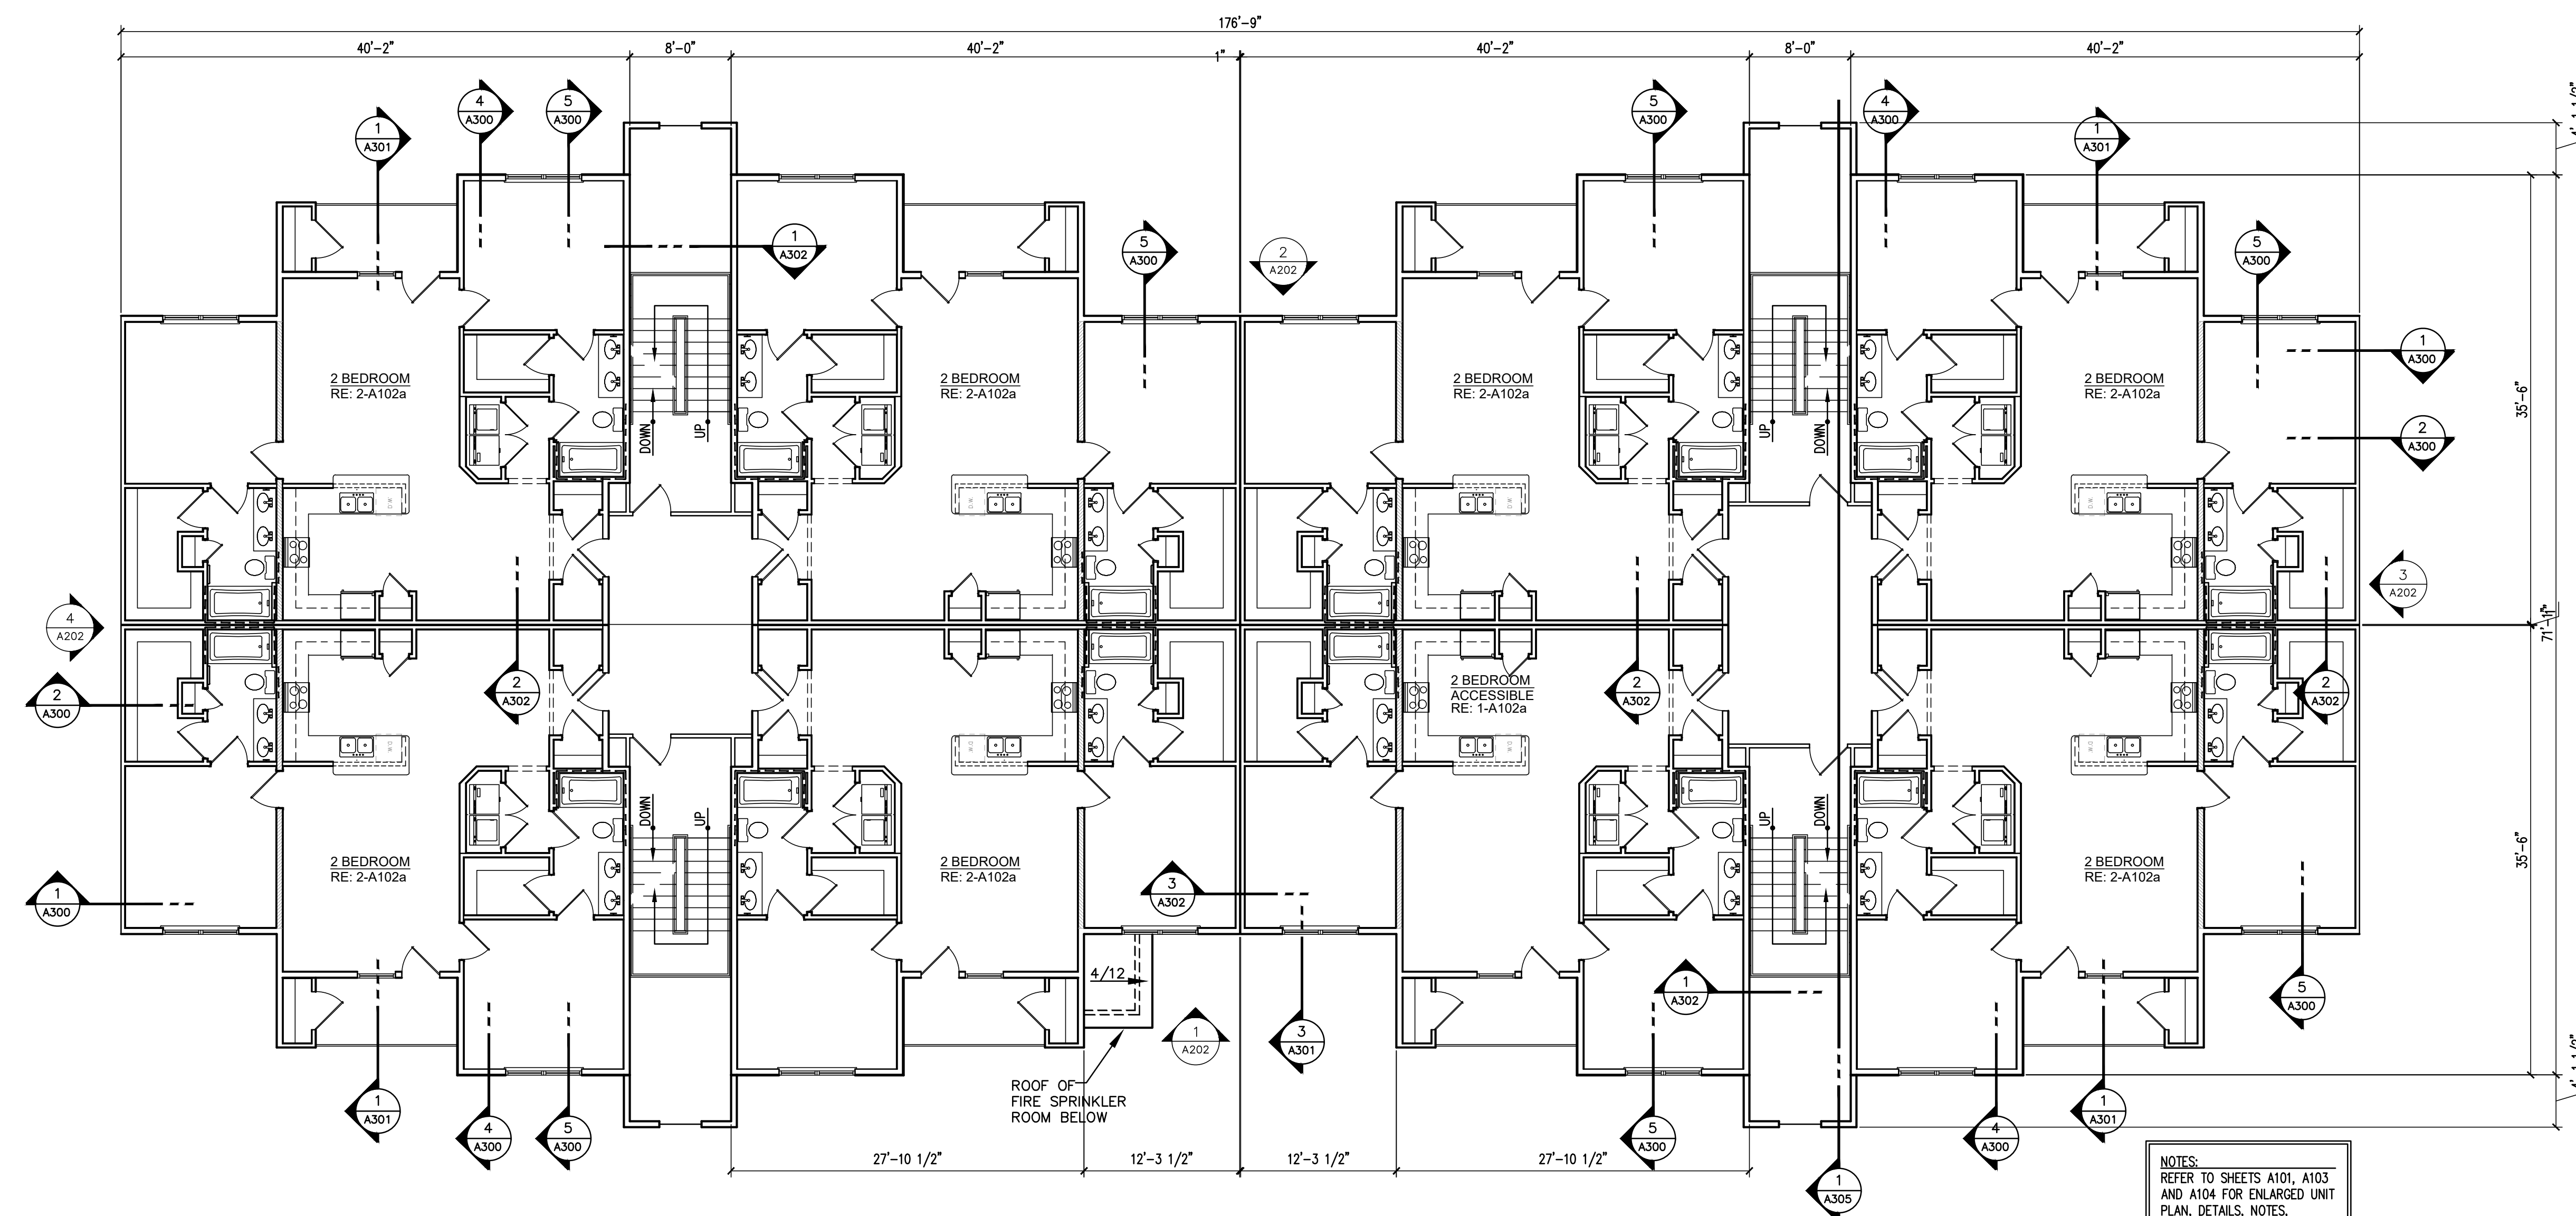 176'-9"
40'-2"
8'-0"
40'-2"
1"
40'-2"
8'-0"
40'-2"
4'-1 1/2"
4
A300
5
A300
5
A300
4
A300
1
A301
1
A301
1
A302
5
A300
2
A202
5
A300
1
A300
35'-6"
2 BEDROOM
RE: 2-A102a
2 BEDROOM
RE: 2-A102a
2 BEDROOM
RE: 2-A102a
2 BEDROOM
RE: 2-A102a
DOWN
UP
UP
DOWN
2
A300
D.W.
D.W.
D.W.
D.W.
4
A202
3
A202
71'-1"
2
A300
2
A302
2 BEDROOM
ACCESSIBLE
RE: 1-A102a
2
A302
2
A302
D.W.
D.W.
D.W.
D.W.
DOWN
UP
UP
DOWN
2 BEDROOM
RE: 2-A102a
2 BEDROOM
RE: 2-A102a
2 BEDROOM
RE: 2-A102a
35'-6"
1
A300
3
A302
4/12
1
A302
5
A300
1
A202
3
A301
ROOF OF
FIRE SPRINKLER
ROOM BELOW
4'-1 1/2"
1
A301
4
A300
5
A300
5
A300
4
A300
1
A301
27'-10 1/2"
12'-3 1/2"
12'-3 1/2"
27'-10 1/2"
1
A305
NOTES:
REFER TO SHEETS A101, A103
AND A104 FOR ENLARGED UNIT
PLAN, DETAILS, NOTES,